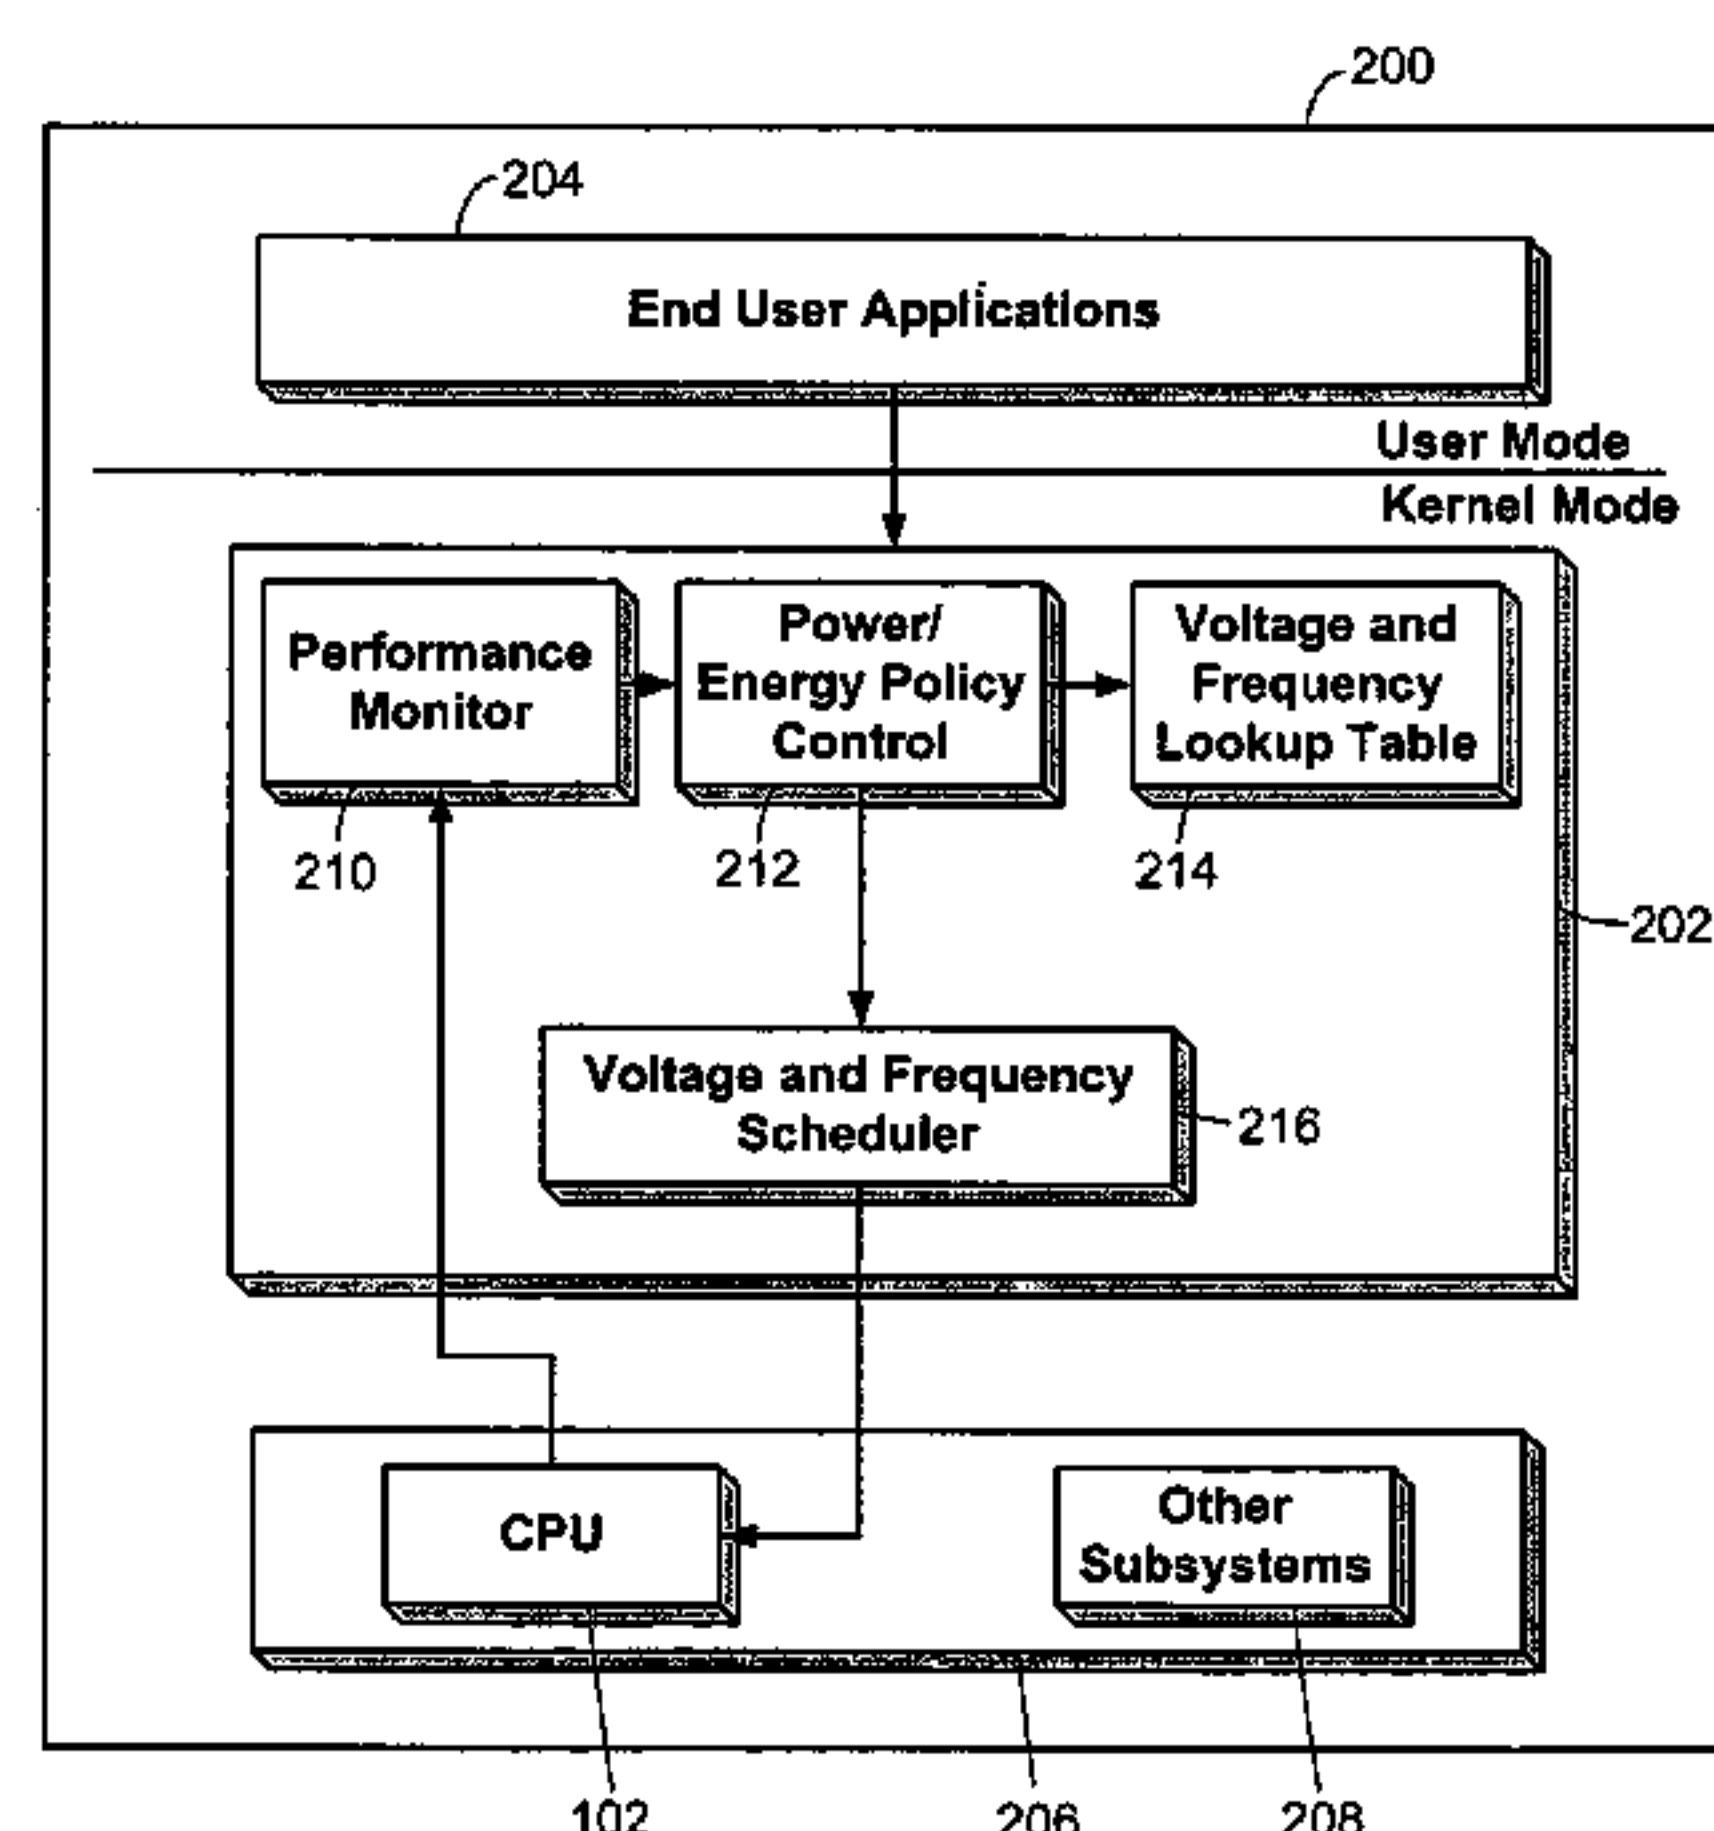 200
204
End User Applications
User Mode
Kernel Mode
Performance
Monitor
Power/
Energy Policy
Control
Voltage and
Frequency
Lookup Table
210
212
214
202
Voltage and Frequency
Scheduler
216
CPU
Other
Subsystems
102
206
208